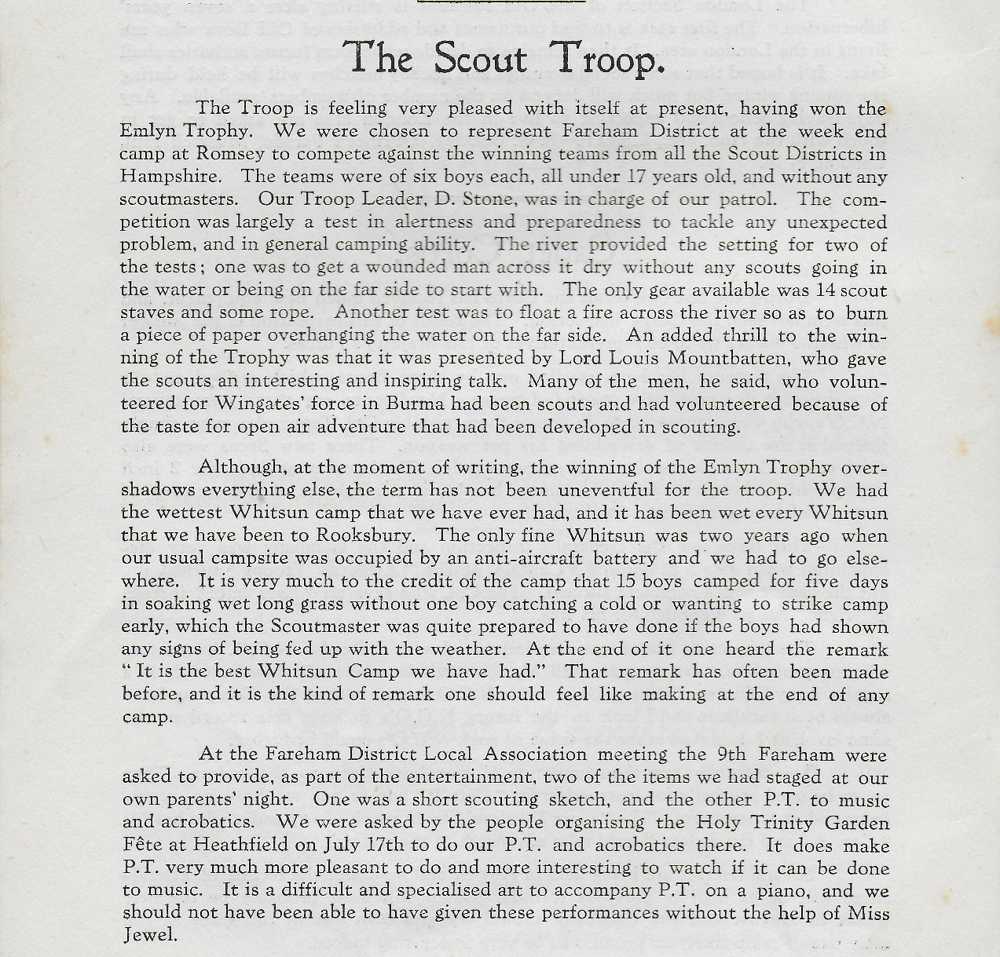 The Scout Troop.
The Troop is feeling very pleased with itself at present, having won the
Emlyn Trophy. We were chosen to represent Fareham District at the week end
camp at Romsey to compete against the winning teams from all the Scout Districts in
Hampshire. The teams were of six boys each, all under 17 years old, and without any
scoutmasters. Our Troop Leader, D. Stone, was in charge of our patrol. The com-
petition was largely a test in alertness and preparedness to tackle any unexpected
problem, and in general camping ability. The river provided the setting for two of
the tests; one was to get a wounded man across it dry without any scouts going in
the water or being on the far side to start with. The only gear available was 14 scout
staves and some rope. Another test was to float a fire across the river so as to burn
a piece of paper overhanging the water on the far side. An added thrill to the win-
ning of the Trophy was that it was presented by Lord Louis Mountbatten, who gave
the scouts an interesting and inspiring talk. Many of the men, he said, who volun-
teered for Wingates' force in Burma had been scouts and had volunteered because of
the taste for open air adventure that had been developed in scouting.
Although, at the moment of writing, the winning of the Emlyn Trophy over-
shadows everything else, the term has not been uneventful for the troop. We had
the wettest Whitsun camp that we have ever had, and it has been wet every Whitsun
that we have been to Rooksbury. The only fine Whitsun was two years ago when
our usual campsite was occupied by an anti-aircraft battery and we had to go else-
where. It is very much to the credit of the camp that 15 boys camped for five days
in soaking wet long grass without one boy catching a cold or wanting to strike camp
early, which the Scoutmaster was quite prepared to have done if the boys had shown
any signs of being fed up with the weather. At the end of it one heard the remark
“ It is the best Whitsun Camp we have had.” That remark has often been made
before, and it is the kind of remark one should feel like making at the end of any
camp.
At the Fareham District Local Association meeting the 9th Fareham were
asked to provide, as part of the entertainment, two of the items we had staged at our
own parents' night. One was a short scouting sketch, and the other P.T. to music
and acrobatics. We were asked by the people organising the Holy Trinity Garden
Fête at Heathfield on July 17th to do our P.T. and acrobatics there. It does make
P.T. very much more pleasant to do and more interesting to watch if it can be done
to music. It is a difficult and specialised art to accompany P.T. on a piano, and we
should not have been able to have given these performances without the help of Miss
Jewel.